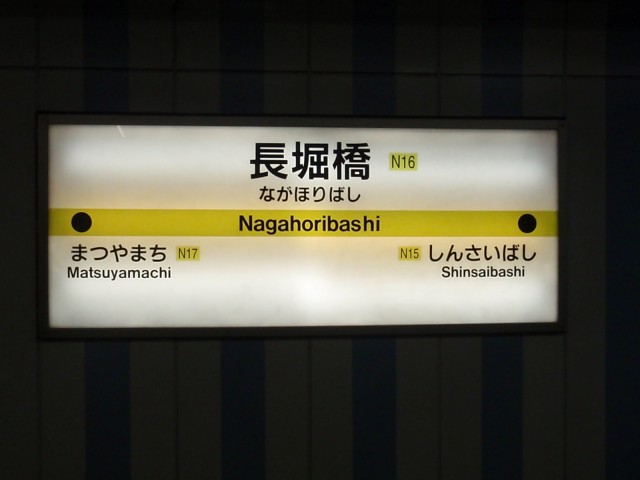 長堀橋 N16
ながほりばし
Nagahoribashi
まつやまち N17 N15 しんさいばし
Matsuyamachi Shinsaibashi